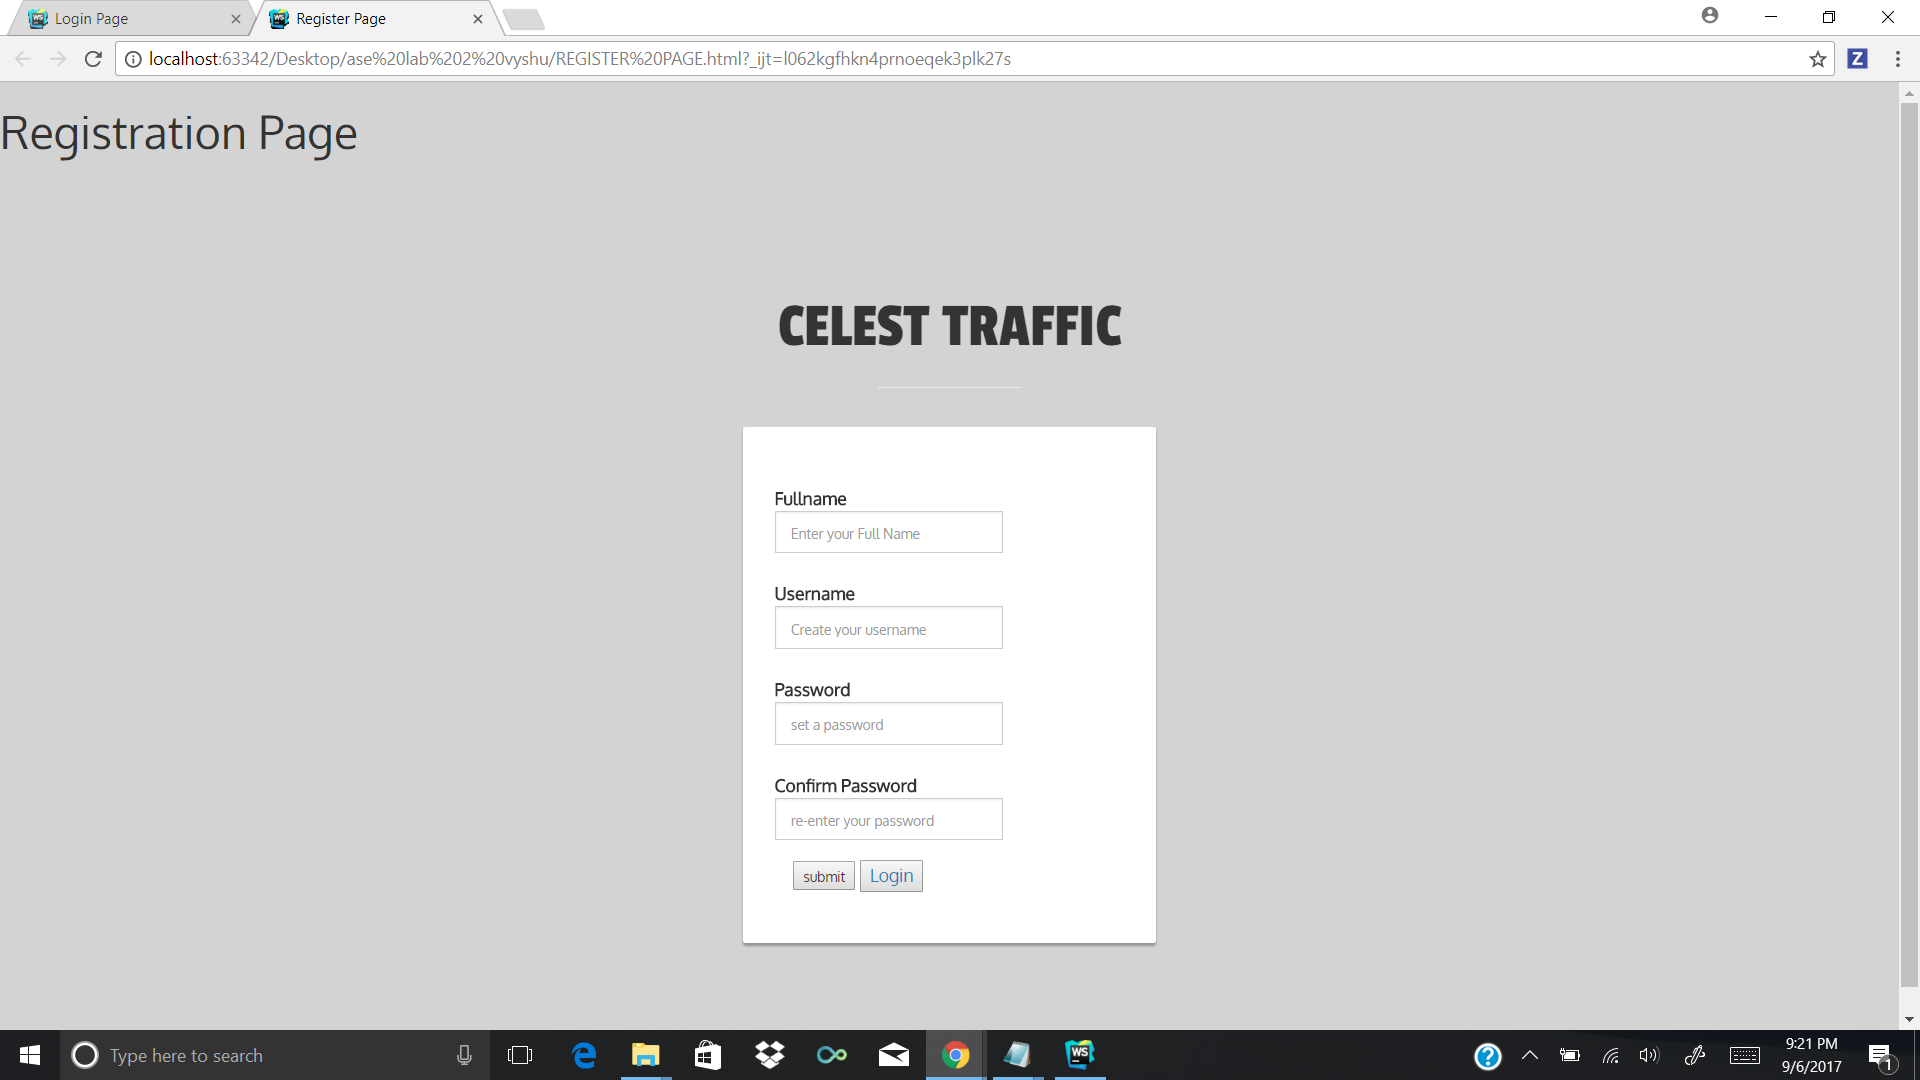 Login Page
Register Page
localhost:63342/Desktop/ase%20lab%202%20vyshu/REGISTER%20PAGE.html?_ijt=l062kgfhkn4prnoeqek3plk27s
Z
Registration Page
CELEST TRAFFIC
Fullname
Enter your Full Name
Username
Create your username
Password
set a password
Confirm Password
re-enter your password
submit Login
Type here to search
WS
9:21 PM
9/6/2017
1